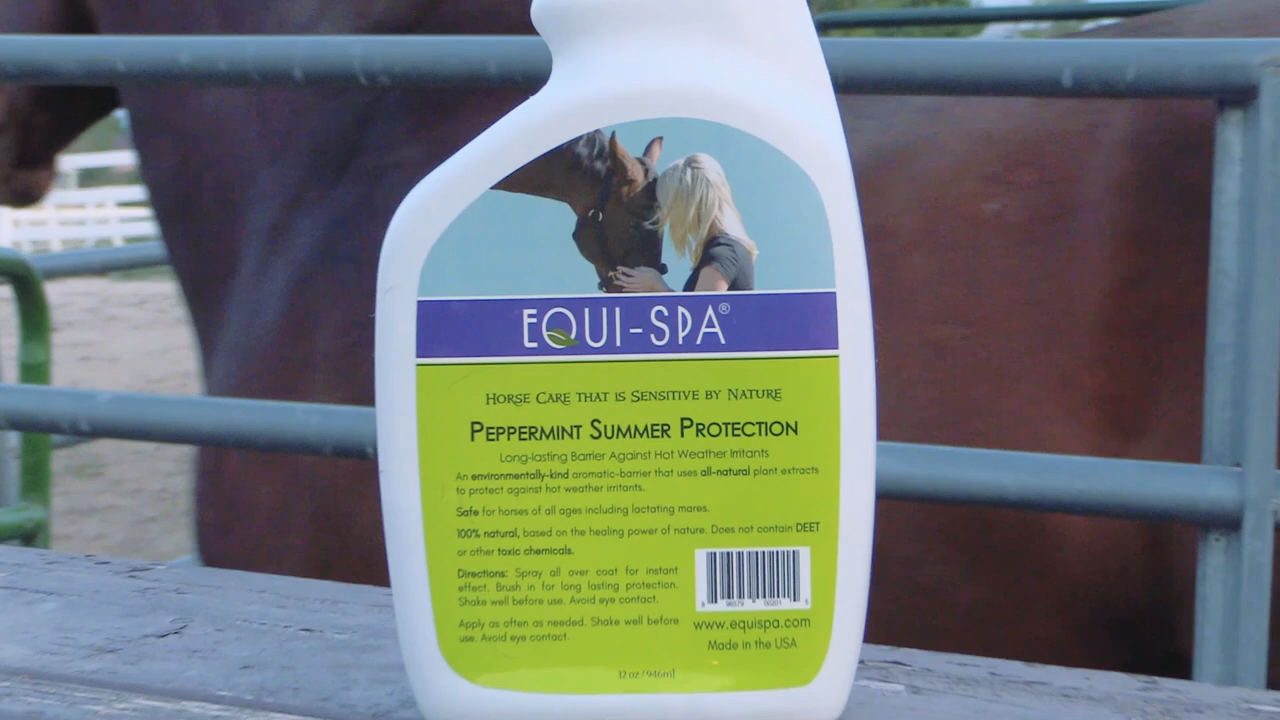 EQUI-SPA®
HORSE CARE THAT IS SENSITIVE BY NATURE
PEPPERMINT SUMMER PROTECTION
Long-lasting Barrier Against Hot Weather Irritants
An environmentally-kind aromatic-barrier that uses all-natural plant extracts
to protect against hot weather irritants.
Safe for horses of all ages including lactating mares.
100% natural, based on the healing power of nature. Does not contain DEET
or other toxic chemicals.
Directions: Spray all over coat for instant
effect. Brush in for long lasting protection.
Shake well before use. Avoid eye contact.
Apply as often as needed. Shake well before
use. Avoid eye contact.
www.equispa.com
Made in the USA
32 oz / 946ml